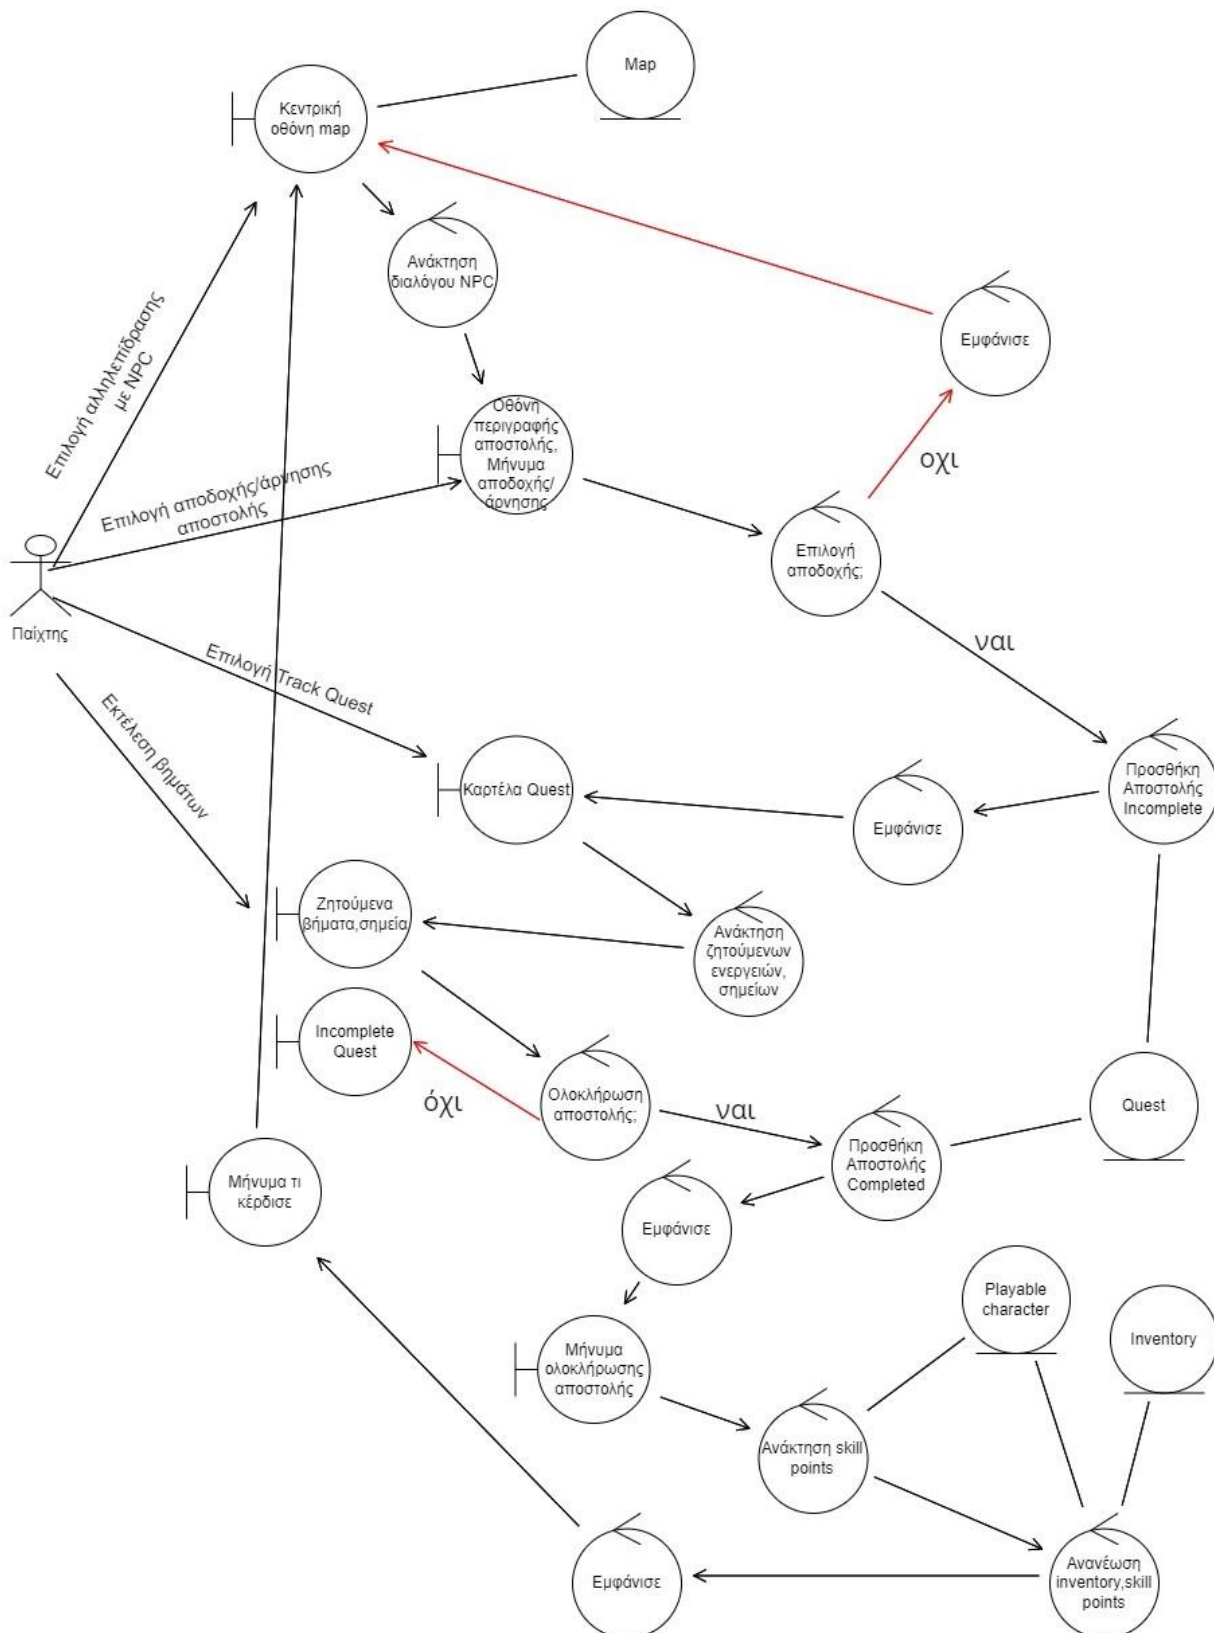 Map
Κεντρική
οθόνη map
Ανάκτηση
διαλόγου NPC
Εμφάνισε
Επιλογή αλληλεπίδρασης
με NPC
Οθόνη
περιγραφής
αποστολής,
Μήνυμα
αποδοχής/
άρνησης
οχι
Επιλογή αποδοχής/άρνησης
αποστολής
Επιλογή
αποδοχής;
Παίχτης
ναι
Επιλογή Track Quest
Εκτέλεση βημάτων
Καρτέλα Quest
Εμφάνισε
Προσθήκη
Αποστολής
Incomplete
Ζητούμενα
βήματα,σημεία
Ανάκτηση
ζητούμενων
ενεργειών,
σημείων
Incomplete
Quest
όχι
Ολοκλήρωση
αποστολής;
ναι
Quest
Προσθήκη
Αποστολής
Completed
Μήνυμα τι
κέρδισε
Εμφάνισε
Playable
character
Inventory
Μήνυμα
ολοκλήρωσης
αποστολής
Ανάκτηση skill
points
Εμφάνισε
Ανανέωση
inventory,skill
points